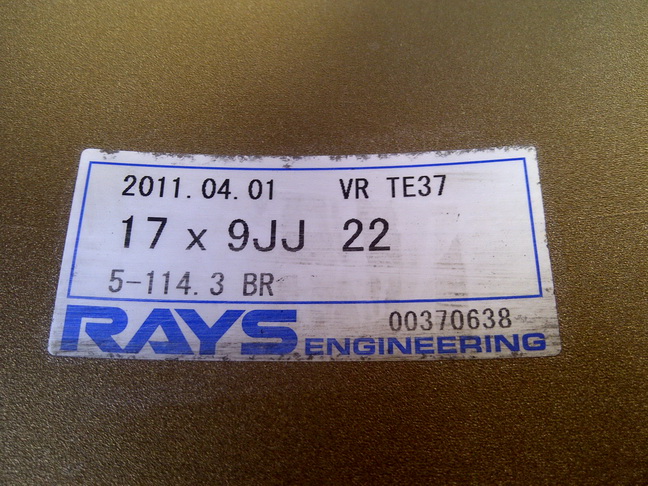 2011.04.01 VR TE37
17 x 9JJ 22
5-114.3 BR
00370638
RAYS ENGINEERING